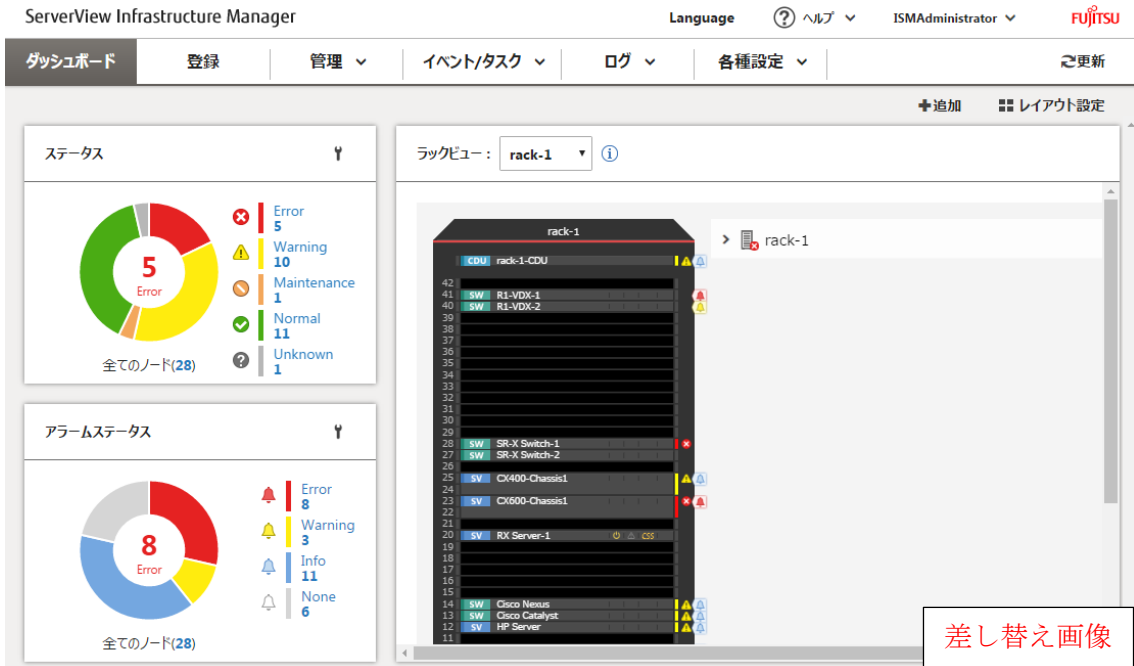 ServerView Infrastructure Manager
Language ヘルプ ISMAdministrator FUJITSU
ダッシュボード 登録 管理 イベント/タスク ログ 各種設定 更新
追加 レイアウト設定
ステータス
5
Error
Error
5
Warning
10
Maintenance
1
Normal
11
Unknown
1
全てのノード(28)
アラームステータス
8
Error
Error
8
Warning
3
Info
11
None
6
全てのノード(28)
ラックビュー : rack-1
rack-1
CDU rack-1-CDU
42
41 SW R1-VDX-1
40 SW R1-VDX-2
39
38
37
36
35
34
33
32
31
30
29
28 SW SR-X Switch-1
27 SW SR-X Switch-2
26
25 SV CX400-Chassis1
24
23 SV CX600-Chassis1
22
21
20 SV RX Server-1 CSS
19
18
17
16
15
14 SW Cisco Nexus
13 SW Cisco Catalyst
12 SV HP Server
11
rack-1
差し替え画像